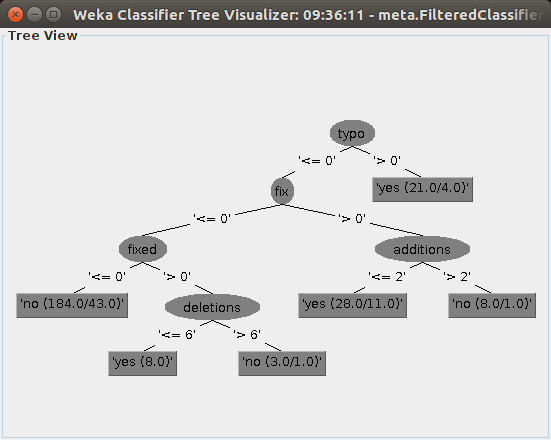 Weka Classifier Tree Visualizer: 09:36:11 - meta.FilteredClassifier
Tree View
typo
'<= 0' '> 0'
fix 'yes (21.0/4.0)'
'<= 0' '> 0'
fixed additions
'<= 0' '> 0' '<= 2' '> 2'
'no (184.0/43.0)' deletions 'yes (28.0/11.0)' 'no (8.0/1.0)'
'<= 6' '> 6'
'yes (8.0)' 'no (3.0/1.0)'